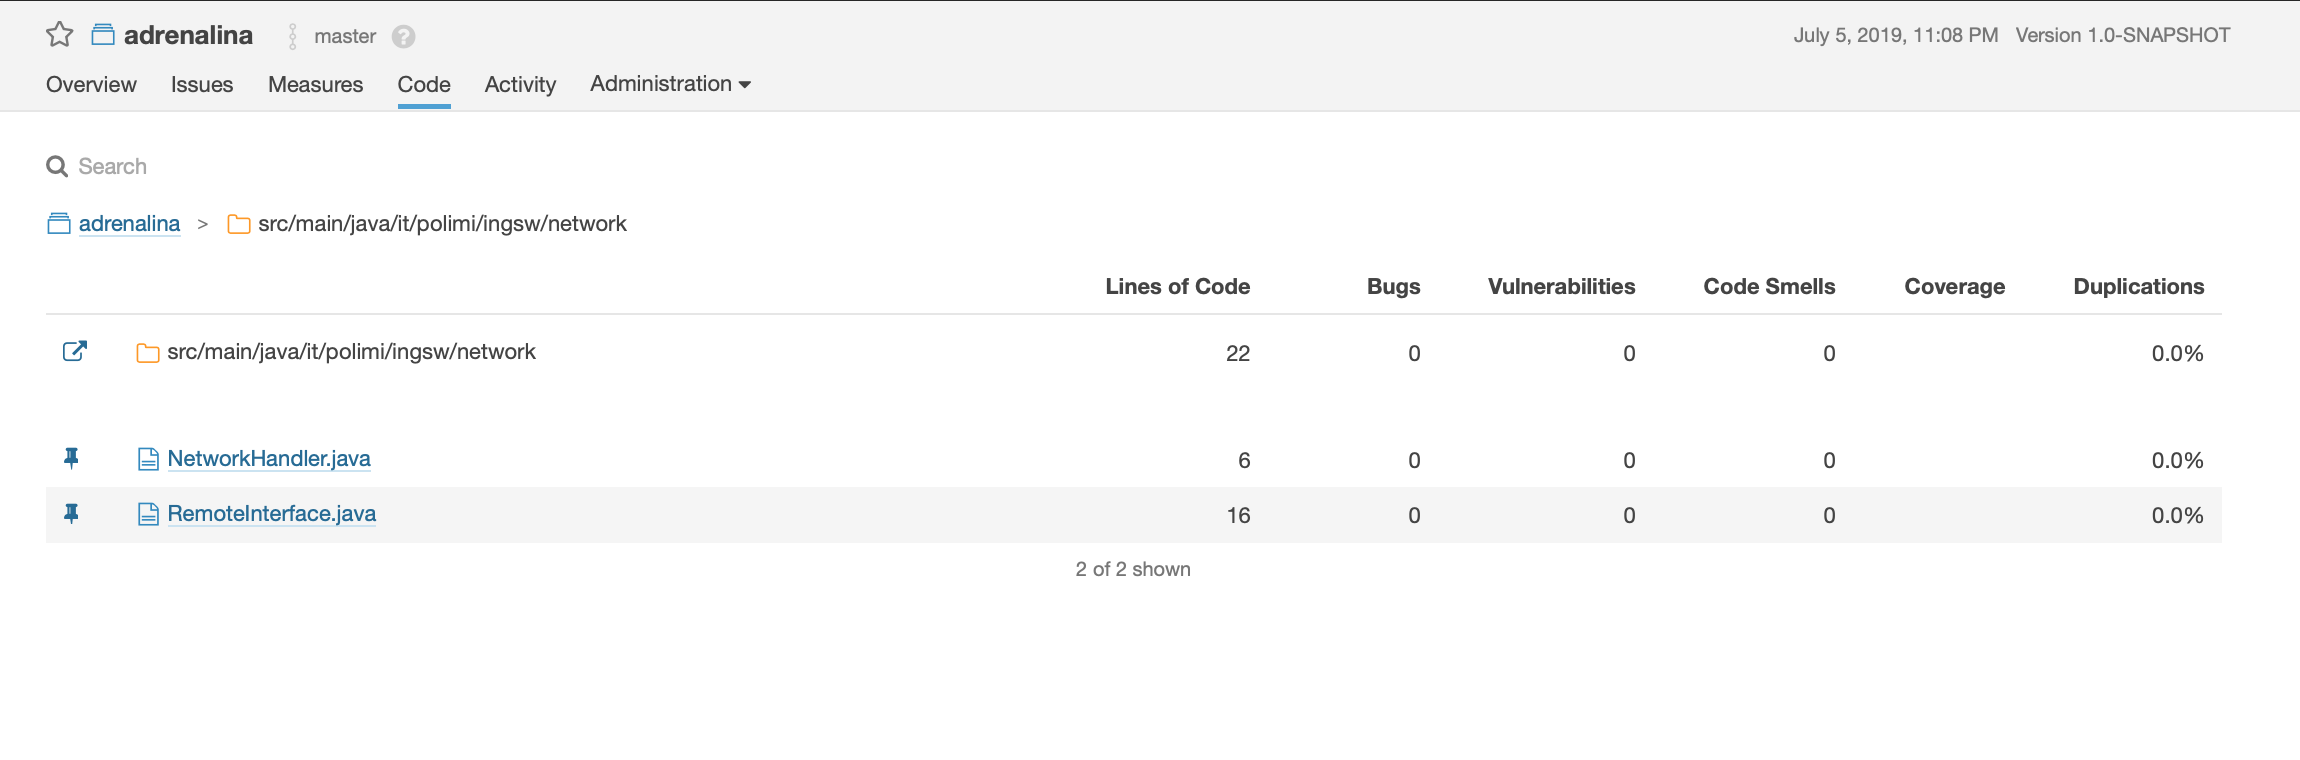 adrenalina master ? July 5, 2019, 11:08 PM Version 1.0-SNAPSHOT
Overview Issues Measures Code Activity Administration
Search
adrenalina > src/main/java/it/polimi/ingsw/network
Lines of Code Bugs Vulnerabilities Code Smells Coverage Duplications
src/main/java/it/polimi/ingsw/network 22 0 0 0 0.0%
NetworkHandler.java 6 0 0 0 0.0%
RemoteInterface.java 16 0 0 0 0.0%
2 of 2 shown